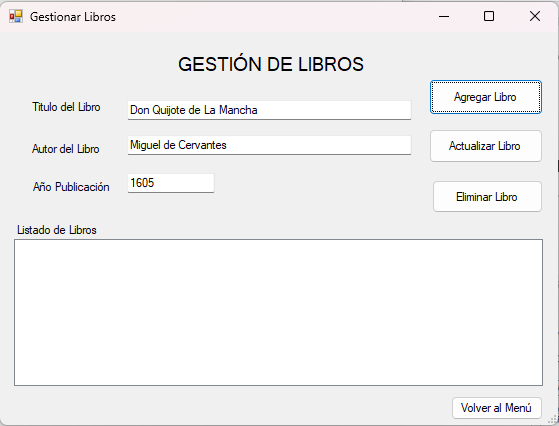 Gestionar Libros
GESTIÓN DE LIBROS
Titulo del Libro
Don Quijote de La Mancha
Agregar Libro
Autor del Libro
Miguel de Cervantes
Actualizar Libro
Año Publicación
1605
Eliminar Libro
Listado de Libros
Volver al Menú